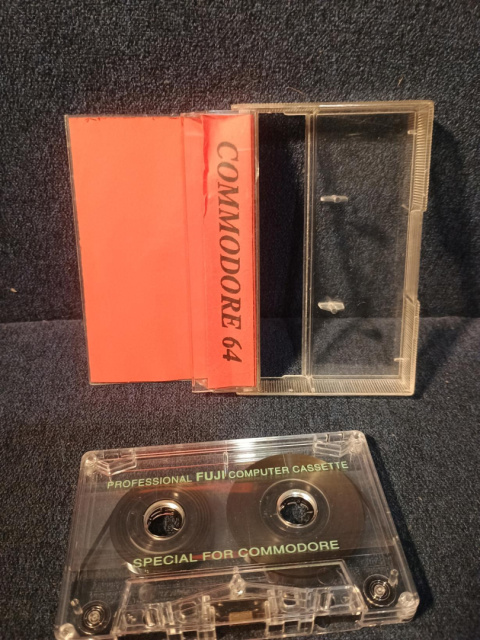 COMMODORE 64
PROFESSIONAL FUJI COMPUTER CASSETTE
SPECIAL FOR COMMODORE